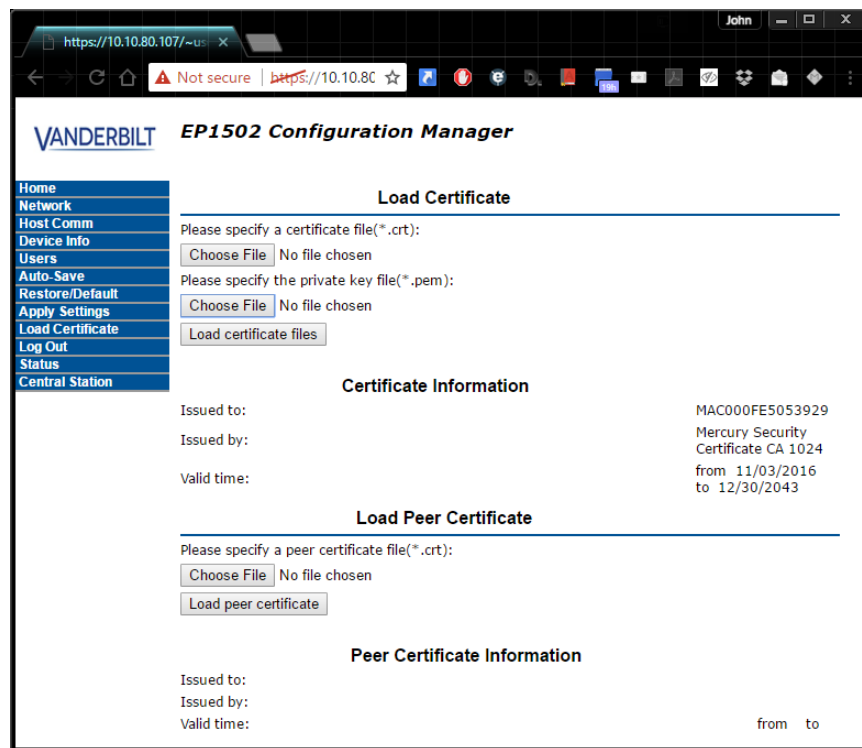 John
https://10.10.80.107/~us
Not secure | https://10.10.80
19h
VANDERBILT
EP1502 Configuration Manager
Home
Network
Host Comm
Device Info
Users
Auto-Save
Restore/Default
Apply Settings
Load Certificate
Log Out
Status
Central Station
Load Certificate
Please specify a certificate file(*.crt):
Choose File No file chosen
Please specify the private key file(*.pem):
Choose File No file chosen
Load certificate files
Certificate Information
Issued to: MAC000FE5053929
Issued by: Mercury Security
Certificate CA 1024
Valid time: from 11/03/2016
to 12/30/2043
Load Peer Certificate
Please specify a peer certificate file(*.crt):
Choose File No file chosen
Load peer certificate
Peer Certificate Information
Issued to:
Issued by:
Valid time: from to